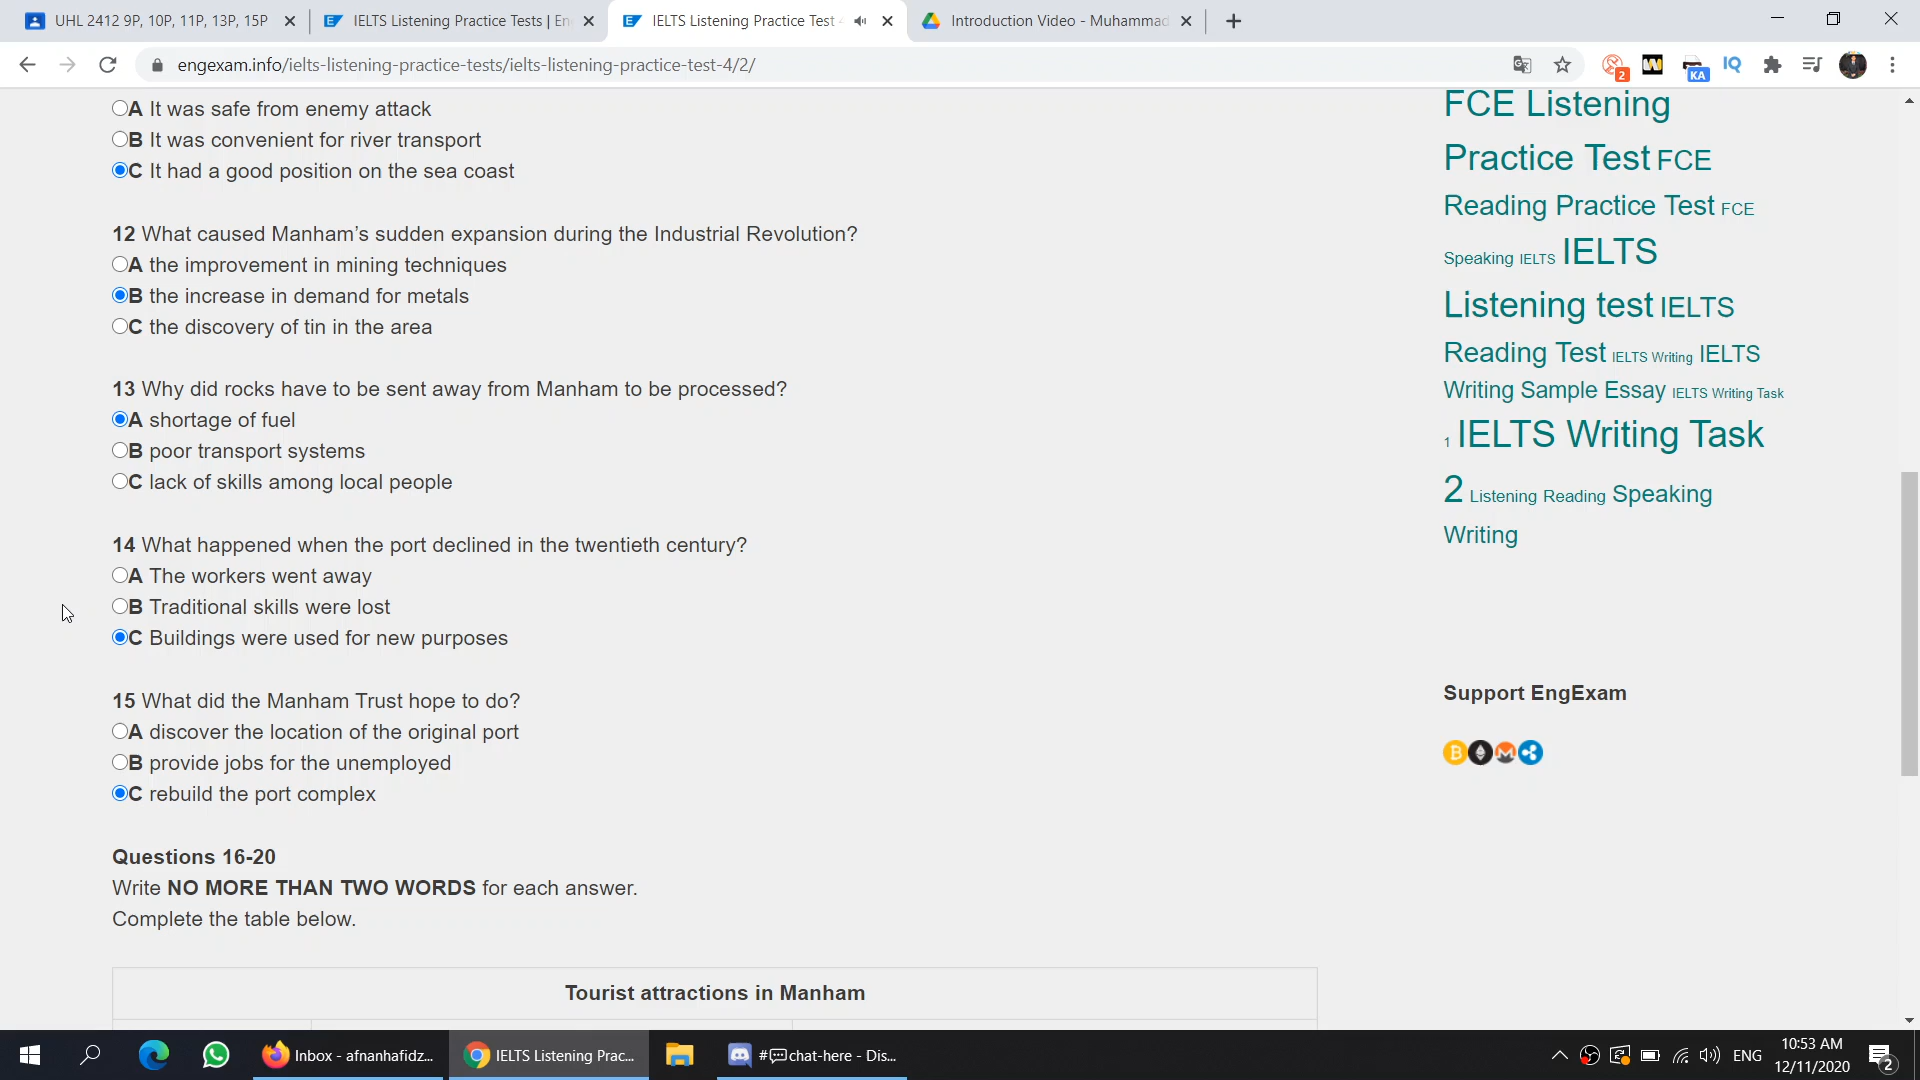 UHL 2412 9P, 10P, 11P, 13P, 15P
IELTS Listening Practice Tests | En
IELTS Listening Practice Test
Introduction Video - Muhammad
engexam.info/ielts-listening-practice-tests/ielts-listening-practice-test-4/2/
2
KA
IQ
A It was safe from enemy attack
B It was convenient for river transport
C It had a good position on the sea coast
12 What caused Manham’s sudden expansion during the Industrial Revolution?
A the improvement in mining techniques
B the increase in demand for metals
C the discovery of tin in the area
13 Why did rocks have to be sent away from Manham to be processed?
A shortage of fuel
B poor transport systems
C lack of skills among local people
14 What happened when the port declined in the twentieth century?
A The workers went away
B Traditional skills were lost
C Buildings were used for new purposes
15 What did the Manham Trust hope to do?
A discover the location of the original port
B provide jobs for the unemployed
C rebuild the port complex
Questions 16-20
Write NO MORE THAN TWO WORDS for each answer.
Complete the table below.
Tourist attractions in Manham
FCE Listening
Practice Test FCE
Reading Practice Test FCE
Speaking IELTS IELTS
Listening test IELTS
Reading Test IELTS Writing IELTS
Writing Sample Essay IELTS Writing Task
1 IELTS Writing Task
2 Listening Reading Speaking
Writing
Support EngExam
Inbox - afnanhafidz...
IELTS Listening Prac...
#chat-here - Dis...
ENG
10:53 AM
12/11/2020
2